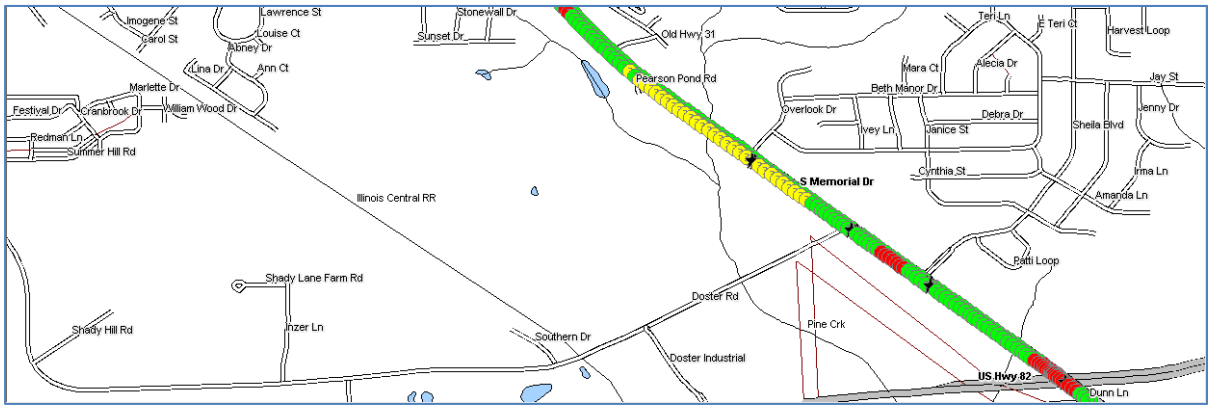 Imogene St
Lawrence St
Stonewall Dr
Teri Ln
E Teri Ct
Harvest Loop
Carol St
Louise Ct
Sunset Dr
Old Hwy 31
Abney Dr
Lina Dr
Ann Ct
Mara Ct
Alecia Dr
Jay St
Pearson Pond Rd
Marlette Dr
Beth Manor Dr
Festival Dr
Cranbrook Dr
William Wood Dr
Overlook Dr
Debra Dr
Jenny Dr
Redman Ln
Ivey Ln
Janice St
Sheila Blvd
Summer Hill Rd
Cynthia St
Irma Ln
S Memorial Dr
Illinois Central RR
Amanda Ln
Patti Loop
Shady Lane Farm Rd
Doster Rd
Shady Hill Rd
Inzer Ln
Southern Dr
Pine Crk
Doster Industrial
US Hwy 82
Dunn Ln